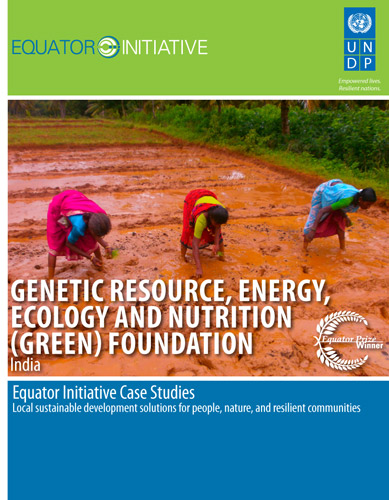 EQUATOR INITIATIVE
U N
D P
Empowered lives.
Resilient nations.
GENETIC RESOURCE, ENERGY,
ECOLOGY AND NUTRITION
(GREEN) FOUNDATION
India
Equator Prize
Winner
Equator Initiative Case Studies
Local sustainable development solutions for people, nature, and resilient communities